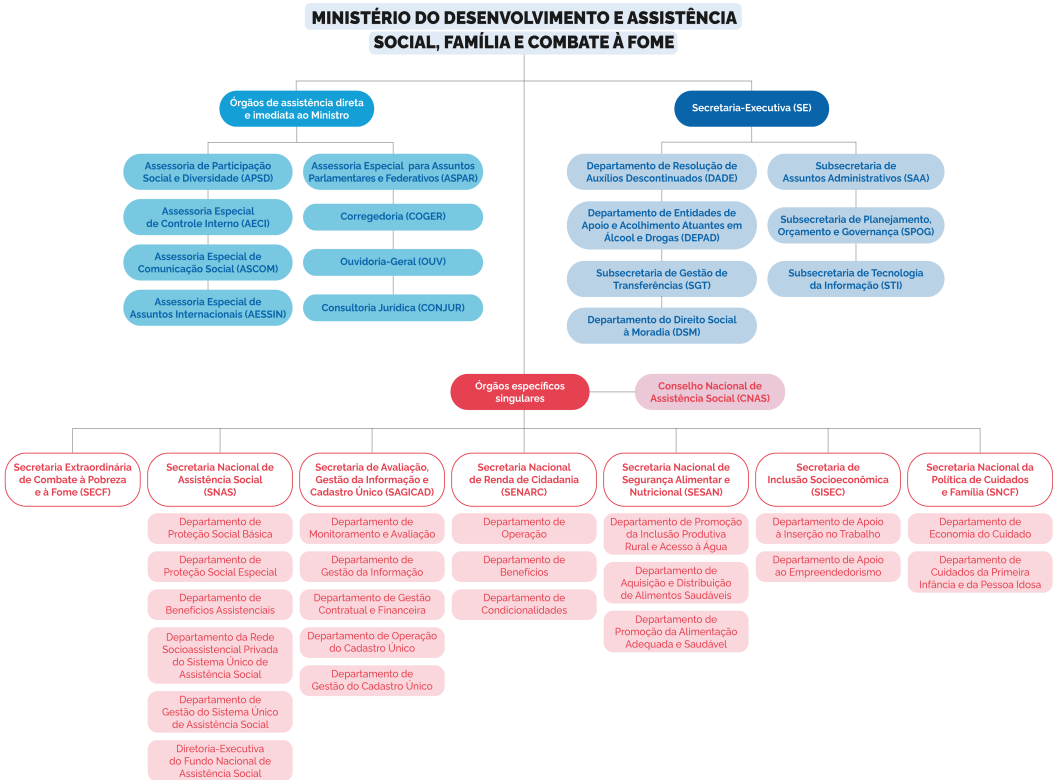 MINISTÉRIO DO DESENVOLVIMENTO E ASSISTÊNCIA
SOCIAL, FAMÍLIA E COMBATE À FOME
Órgãos de assistência direta
e imediata ao Ministro
Assessoria de Participação
Social e Diversidade (APSD)
Assessoria Especial
de Controle Interno (AECI)
Assessoria Especial de
Comunicação Social (ASCOM)
Assessoria Especial de
Assuntos Internacionais (AESSIN)
Assessoria Especial para Assuntos
Parlamentares e Federativos (ASPAR)
Corregedoria (COGER)
Ouvidoria-Geral (OUV)
Consultoria Jurídica (CONJUR)
Secretaria-Executiva (SE)
Departamento de Resolução de
Auxílios Descontinuados (DADE)
Departamento de Entidades de
Apoio e Acolhimento Atuantes em
Álcool e Drogas (DEPAD)
Subsecretaria de Gestão de
Transferências (SGT)
Departamento do Direito Social
à Moradia (DSM)
Subsecretaria de
Assuntos Administrativos (SAA)
Subsecretaria de Planejamento,
Orçamento e Governança (SPOG)
Subsecretaria de Tecnologia
da Informação (STI)
Órgãos específicos
singulares
Conselho Nacional de
Assistência Social (CNAS)
Secretaria Extraordinária
de Combate à Pobreza
e à Fome (SECF)
Secretaria Nacional de
Assistência Social
(SNAS)
Departamento de
Proteção Social Básica
Departamento de
Proteção Social Especial
Departamento de
Benefícios Assistenciais
Departamento da Rede
Socioassistencial Privada
do Sistema Único de
Assistência Social
Departamento de
Gestão do Sistema Único
de Assistência Social
Diretoria-Executiva
do Fundo Nacional de
Assistência Social
Secretaria de Avaliação,
Gestão da Informação e
Cadastro Único (SAGICAD)
Departamento de
Monitoramento e Avaliação
Departamento de
Gestão da Informação
Departamento de Gestão
Contratual e Financeira
Departamento de Operação
do Cadastro Único
Departamento de
Gestão do Cadastro Único
Secretaria Nacional
de Renda de Cidadania
(SENARC)
Departamento de
Operação
Departamento de
Benefícios
Departamento de
Condicionalidades
Secretaria Nacional de
Segurança Alimentar e
Nutricional (SESAN)
Departamento de Promoção
da Inclusão Produtiva
Rural e Acesso à Água
Departamento de
Aquisição e Distribuição
de Alimentos Saudáveis
Departamento de
Promoção da Alimentação
Adequada e Saudável
Secretaria de
Inclusão Socioeconômica
(SISEC)
Departamento de Apoio
à Inserção no Trabalho
Departamento de Apoio
ao Empreendedorismo
Secretaria Nacional da
Política de Cuidados
e Família (SNCF)
Departamento de
Economia do Cuidado
Departamento de
Cuidados da Primeira
Infância e da Pessoa Idosa